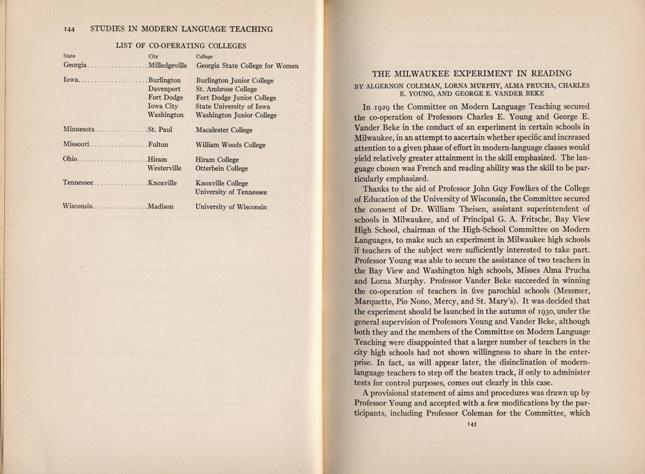 144 STUDIES IN MODERN LANGUAGE TEACHING
LIST OF CO-OPERATING COLLEGES
State City College
Georgia.................Milledgeville Georgia State College for Women
Iowa....................Burlington Burlington Junior College
Davenport St. Ambrose College
Fort Dodge Fort Dodge Junior College
Iowa City State University of Iowa
Washington Washington Junior College
Minnesota...............St. Paul Macalester College
Missouri................Fulton William Woods College
Ohio....................Hiram Hiram College
Westerville Otterbein College
Tennessee...............Knoxville Knoxville College
University of Tennessee
Wisconsin...............Madison University of Wisconsin
THE MILWAUKEE EXPERIMENT IN READING
BY ALGERNON COLEMAN, LORNA MURPHY, ALMA PRUCHA, CHARLES
E. YOUNG, AND GEORGE E. VANDER BEKE
In 1929 the Committee on Modern Language Teaching secured
the co-operation of Professors Charles E. Young and George E.
Vander Beke in the conduct of an experiment in certain schools in
Milwaukee, in an attempt to ascertain whether specific and increased
attention to a given phase of effort in modern-language classes would
yield relatively greater attainment in the skill emphasized. The lan-
guage chosen was French and reading ability was the skill to be par-
ticularly emphasized.
Thanks to the aid of Professor John Guy Fowlkes of the College
of Education of the University of Wisconsin, the Committee secured
the consent of Dr. William Theisen, assistant superintendent of
schools in Milwaukee, and of Principal G. A. Fritsche, Bay View
High School, chairman of the High-School Committee on Modern
Languages, to make such an experiment in Milwaukee high schools
if teachers of the subject were sufficiently interested to take part.
Professor Young was able to secure the assistance of two teachers in
the Bay View and Washington high schools, Misses Alma Prucha
and Lorna Murphy. Professor Vander Beke succeeded in winning
the co-operation of teachers in five parochial schools (Messmer,
Marquette, Pio Nono, Mercy, and St. Mary's). It was decided that
the experiment should be launched in the autumn of 1930, under the
general supervision of Professors Young and Vander Beke, although
both they and the members of the Committee on Modern Language
Teaching were disappointed that a larger number of teachers in the
city high schools had not shown willingness to share in the enter-
prise. In fact, as will appear later, the disinclination of modern-
language teachers to step off the beaten track, if only to administer
tests for control purposes, comes out clearly in this case.
A provisional statement of aims and procedures was drawn up by
Professor Young and accepted with a few modifications by the par-
ticipants, including Professor Coleman for the Committee, which
145